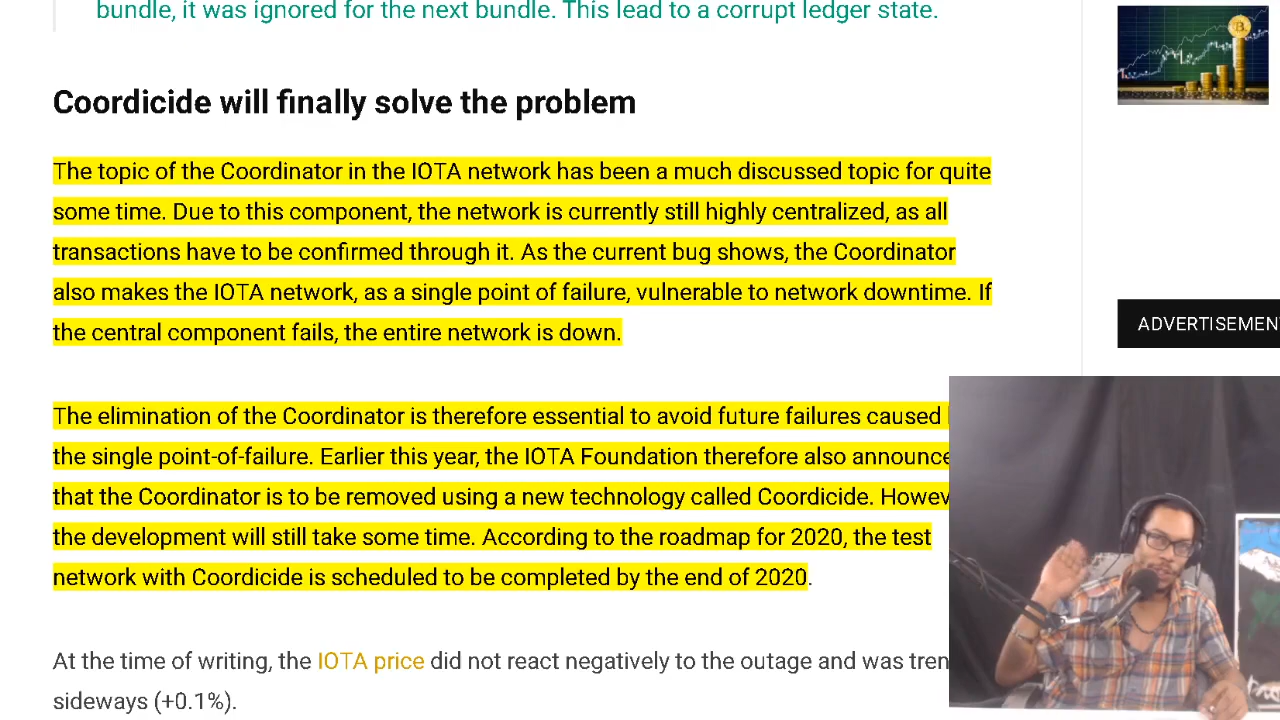 bundle, it was ignored for the next bundle. This lead to a corrupt ledger state.
Coordicide will finally solve the problem
The topic of the Coordinator in the IOTA network has been a much discussed topic for quite
some time. Due to this component, the network is currently still highly centralized, as all
transactions have to be confirmed through it. As the current bug shows, the Coordinator
also makes the IOTA network, as a single point of failure, vulnerable to network downtime. If
the central component fails, the entire network is down.
ADVERTISEMEN
The elimination of the Coordinator is therefore essential to avoid future failures caused
the single point-of-failure. Earlier this year, the IOTA Foundation therefore also announce
that the Coordinator is to be removed using a new technology called Coordicide. Howev
the development will still take some time. According to the roadmap for 2020, the test
network with Coordicide is scheduled to be completed by the end of 2020.
At the time of writing, the IOTA price did not react negatively to the outage and was tren
sideways (+0.1%).